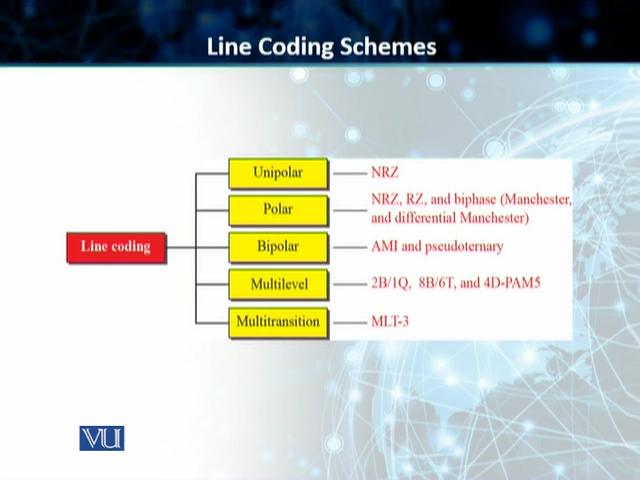 Line Coding Schemes
Unipolar NRZ
Polar NRZ, RZ, and biphase (Manchester,
and differential Manchester)
Line coding Bipolar AMI and pseudoternary
Multilevel 2B/1Q, 8B/6T, and 4D-PAM5
Multitransition MLT-3
VU